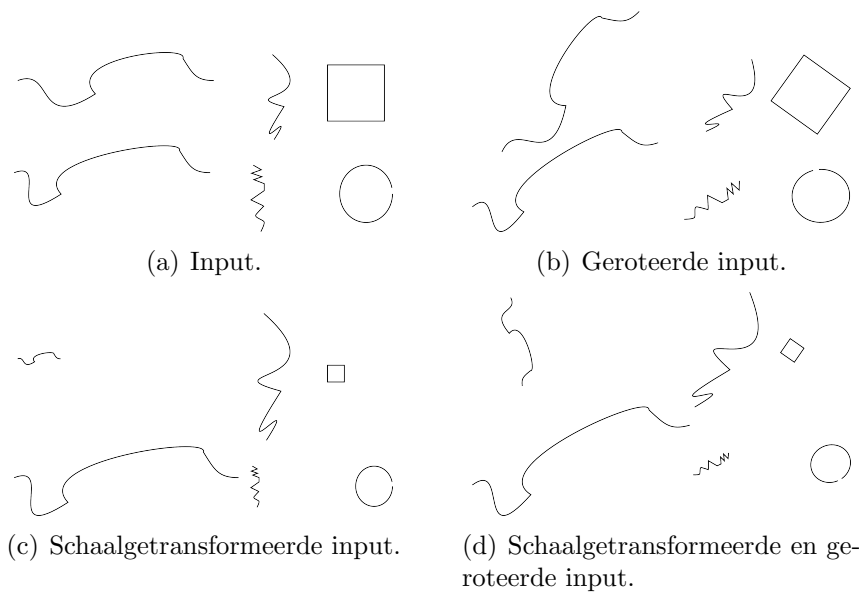 (a) Input.
(b) Geroteerde input.
(c) Schaalgetransformeerde input.
(d) Schaalgetransformeerde en ge-
roteerde input.